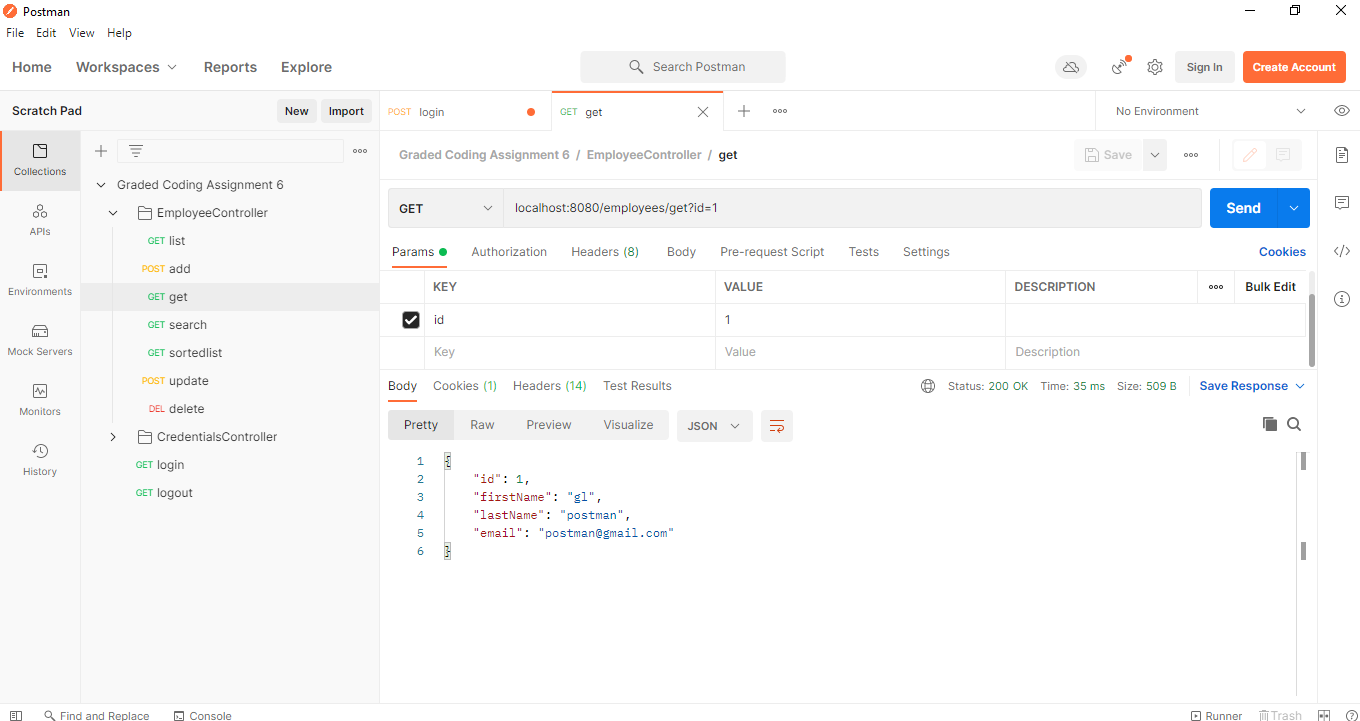 Postman
File Edit View Help
Home Workspaces Reports Explore Search Postman Sign In Create Account
Scratch Pad New Import POST login GET get No Environment
Graded Coding Assignment 6 / EmployeeController / get Save
Collections
APIs
Environments
Mock Servers
Monitors
History
Graded Coding Assignment 6
EmployeeController
GET list
POST add
GET get
GET search
GET sortedlist
POST update
DEL delete
CredentialsController
GET login
GET logout
GET localhost:8080/employees/get?id=1 Send
Params Authorization Headers (8) Body Pre-request Script Tests Settings Cookies
KEY VALUE DESCRIPTION Bulk Edit
id 1
Key Value Description
Body Cookies (1) Headers (14) Test Results Status: 200 OK Time: 35 ms Size: 509 B Save Response
Pretty Raw Preview Visualize JSON
1 {
2 "id": 1,
3 "firstName": "gl",
4 "lastName": "postman",
5 "email": "postman@gmail.com"
6 }
Find and Replace Console Runner Trash